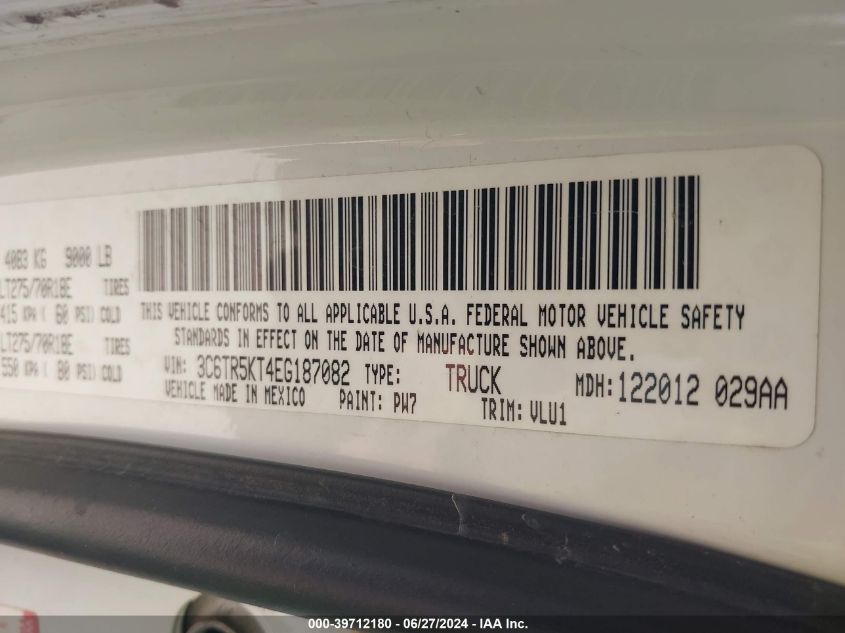 4083 KG 9000 LB
LT275/70R18E TIRES
415 KPA ( 60 PSI) COLD
LT275/70R18E TIRES
550 KPA ( 80 PSI) COLD
THIS VEHICLE CONFORMS TO ALL APPLICABLE U.S.A. FEDERAL MOTOR VEHICLE SAFETY
STANDARDS IN EFFECT ON THE DATE OF MANUFACTURE SHOWN ABOVE.
VIN: 3C6TR5KT4EG187082 TYPE: TRUCK MDH: 122012 029AA
VEHICLE MADE IN MEXICO PAINT: PW7 TRIM: VLU1
000-39712180 - 06/27/2024 - IAA Inc.